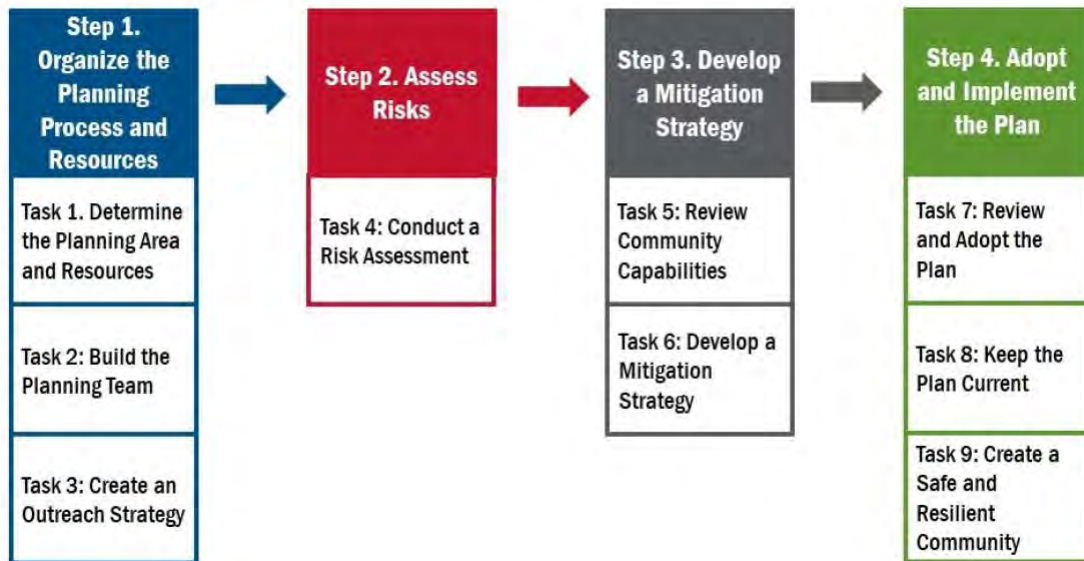 Step 1.
Organize the
Planning
Process and
Resources
Task 1. Determine
the Planning Area
and Resources
Task 2: Build the
Planning Team
Task 3: Create an
Outreach Strategy
Step 2. Assess
Risks
Task 4: Conduct a
Risk Assessment
Step 3. Develop
a Mitigation
Strategy
Task 5: Review
Community
Capabilities
Task 6: Develop a
Mitigation
Strategy
Step 4. Adopt
and Implement
the Plan
Task 7: Review
and Adopt the
Plan
Task 8: Keep the
Plan Current
Task 9: Create a
Safe and
Resilient
Community